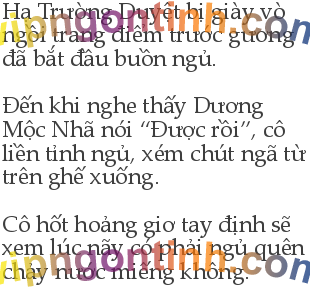 Hạ Trường Duyệt bị giày vò
ngồi trang điểm trước gương
đã bắt đầu buồn ngủ.
Đến khi nghe thấy Dương
Mộc Nhã nói “Được rồi”, cô
liền tỉnh ngủ, xém chút ngã từ
trên ghế xuống.
Cô hốt hoảng giơ tay định sẽ
xem lúc nãy có phải ngủ quên
chảy nước miếng không.